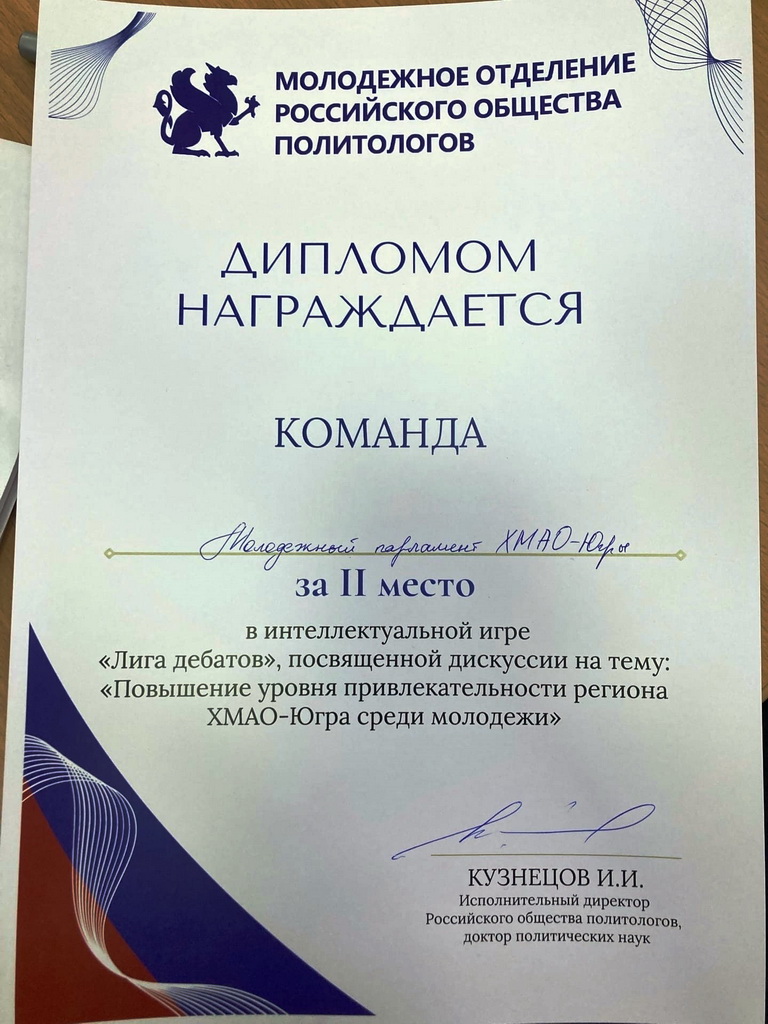 МОЛОДЕЖНОЕ ОТДЕЛЕНИЕ
РОССИЙСКОГО ОБЩЕСТВА
ПОЛИТОЛОГОВ
ДИПЛОМОМ
НАГРАЖДАЕТСЯ
КОМАНДА
Молодежный парламент ХМАО-Югры
за II место
в интеллектуальной игре
«Лига дебатов», посвященной дискуссии на тему:
«Повышение уровня привлекательности региона
ХМАО-Югра среди молодежи»
КУЗНЕЦОВ И.И.
Исполнительный директор
Российского общества политологов,
доктор политических наук